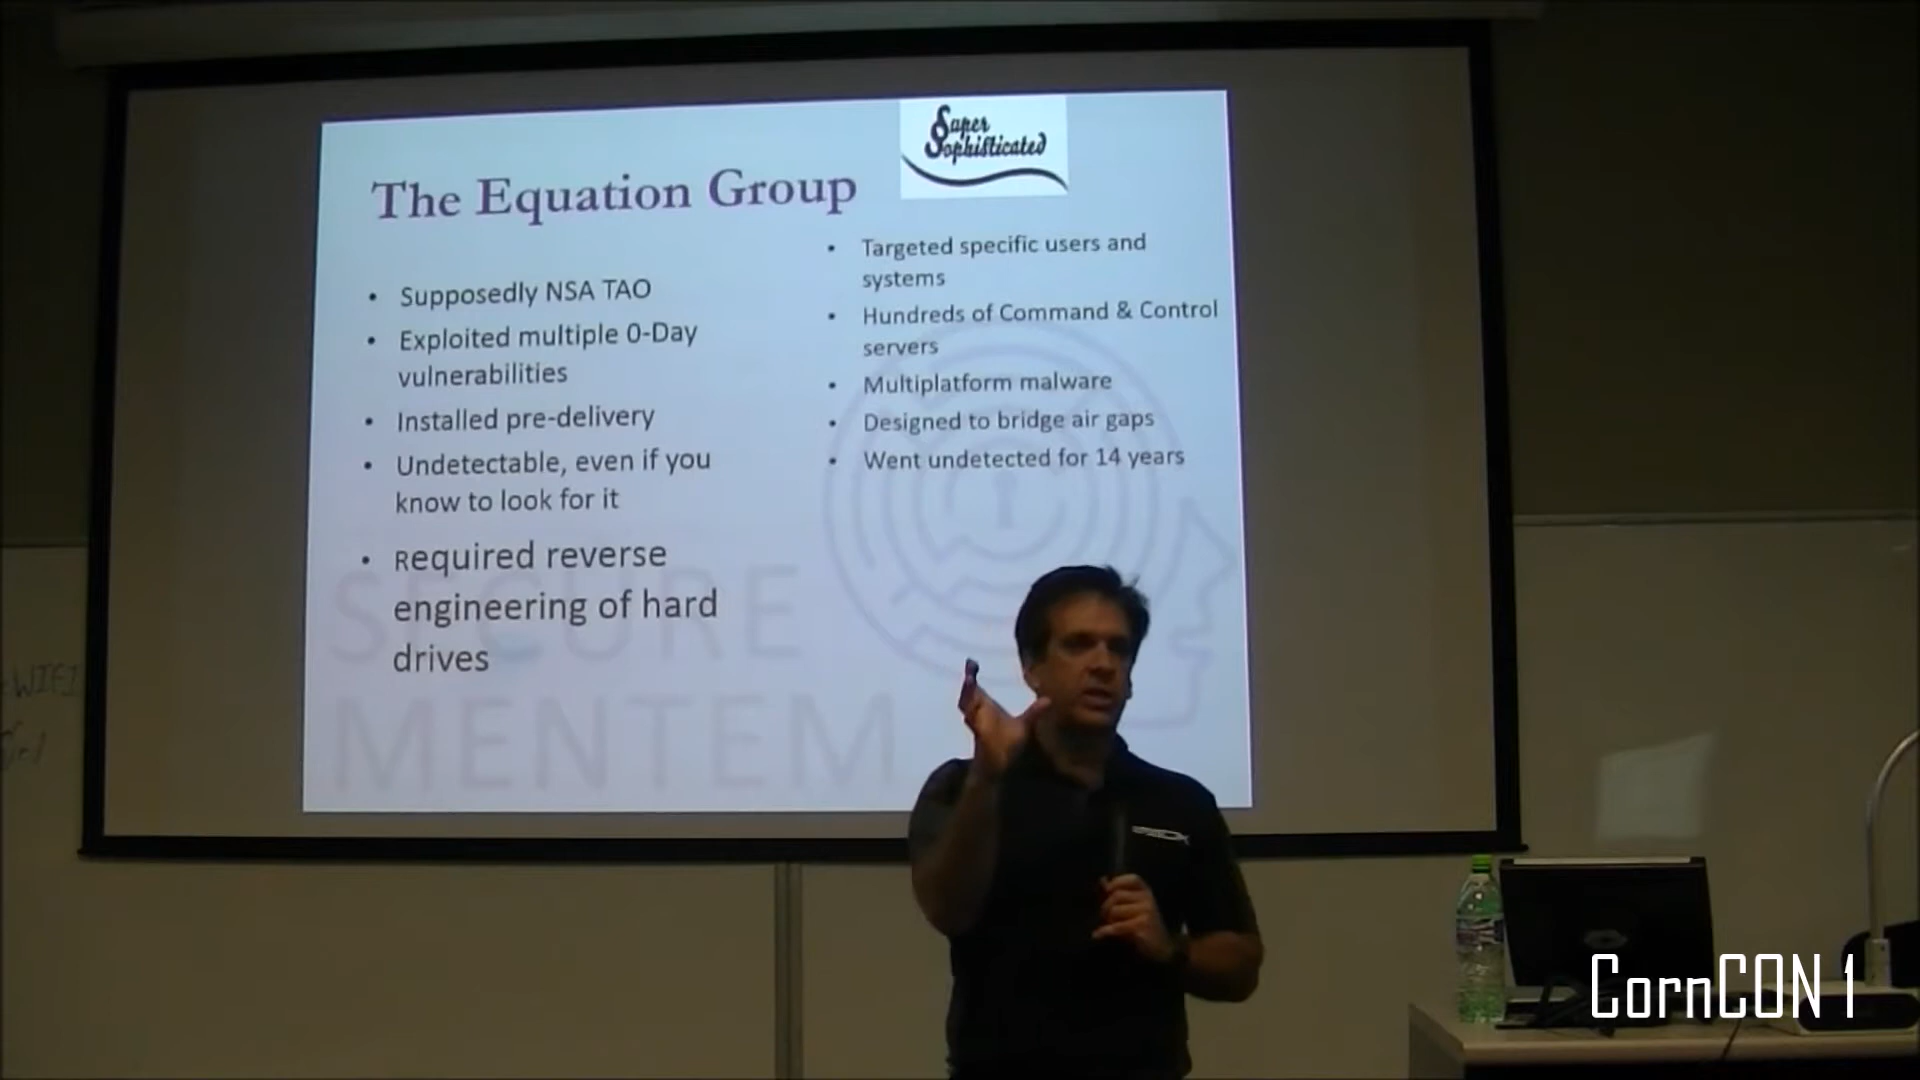 Super
Sophisticated
The Equation Group
• Supposedly NSA TAO
• Exploited multiple 0-Day
vulnerabilities
• Installed pre-delivery
• Undetectable, even if you
know to look for it
• Required reverse
engineering of hard
drives
• Targeted specific users and
systems
• Hundreds of Command & Control
servers
• Multiplatform malware
• Designed to bridge air gaps
• Went undetected for 14 years
SECURE
MENTEM
WIFI
CornCON 1